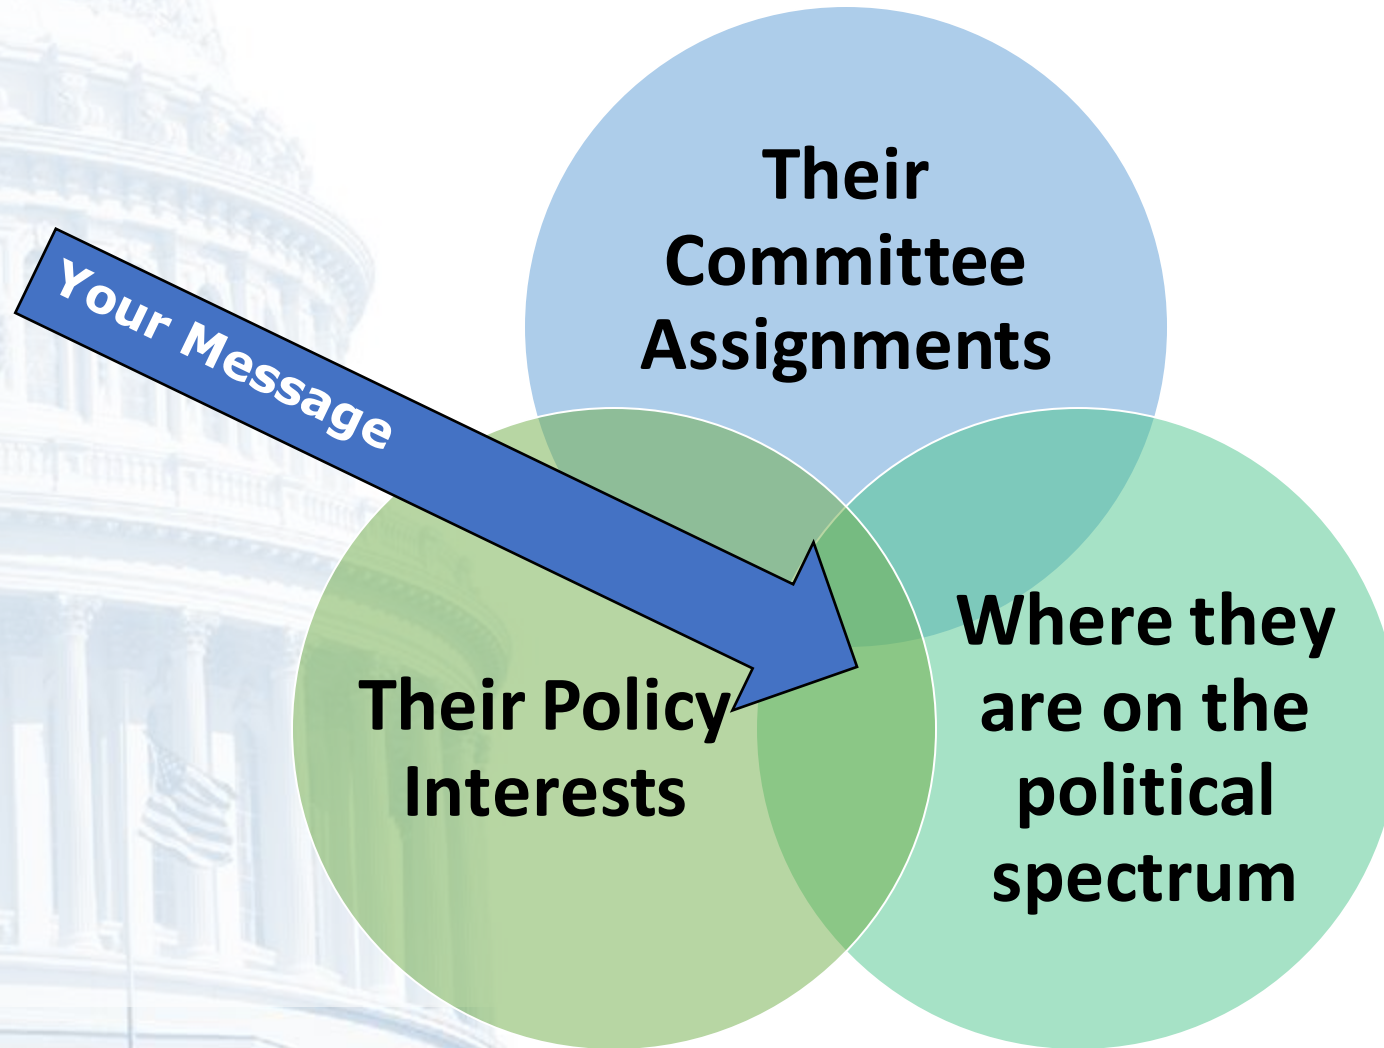 Their
Committee
Assignments
Your Message
Their Policy
Interests
Where they
are on the
political
spectrum